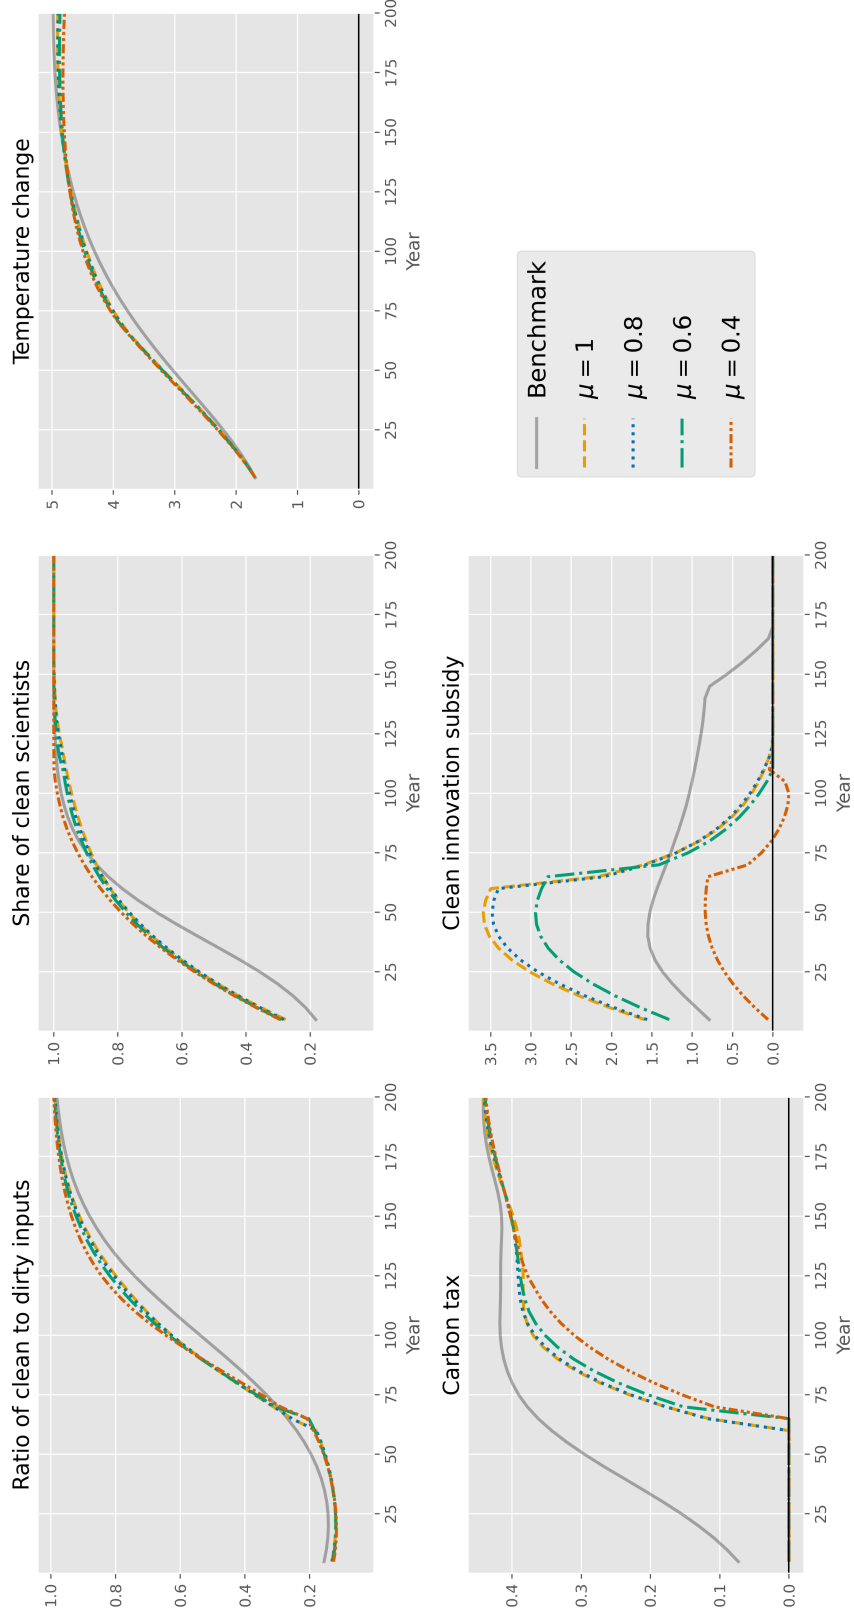 Ratio of clean to dirty inputs
1.0
0.8
0.6
0.4
0.2
25 50 75 100 125 150 175 200
Year
Share of clean scientists
1.0
0.8
0.6
0.4
0.2
25 50 75 100 125 150 175 200
Year
Temperature change
5
4
3
2
1
0
25 50 75 100 125 150 175 200
Year
Carbon tax
0.4
0.3
0.2
0.1
0.0
25 50 75 100 125 150 175 200
Year
Clean innovation subsidy
3.5
3.0
2.5
2.0
1.5
1.0
0.5
0.0
25 50 75 100 125 150 175 200
Year
Benchmark
μ = 1
μ = 0.8
μ = 0.6
μ = 0.4